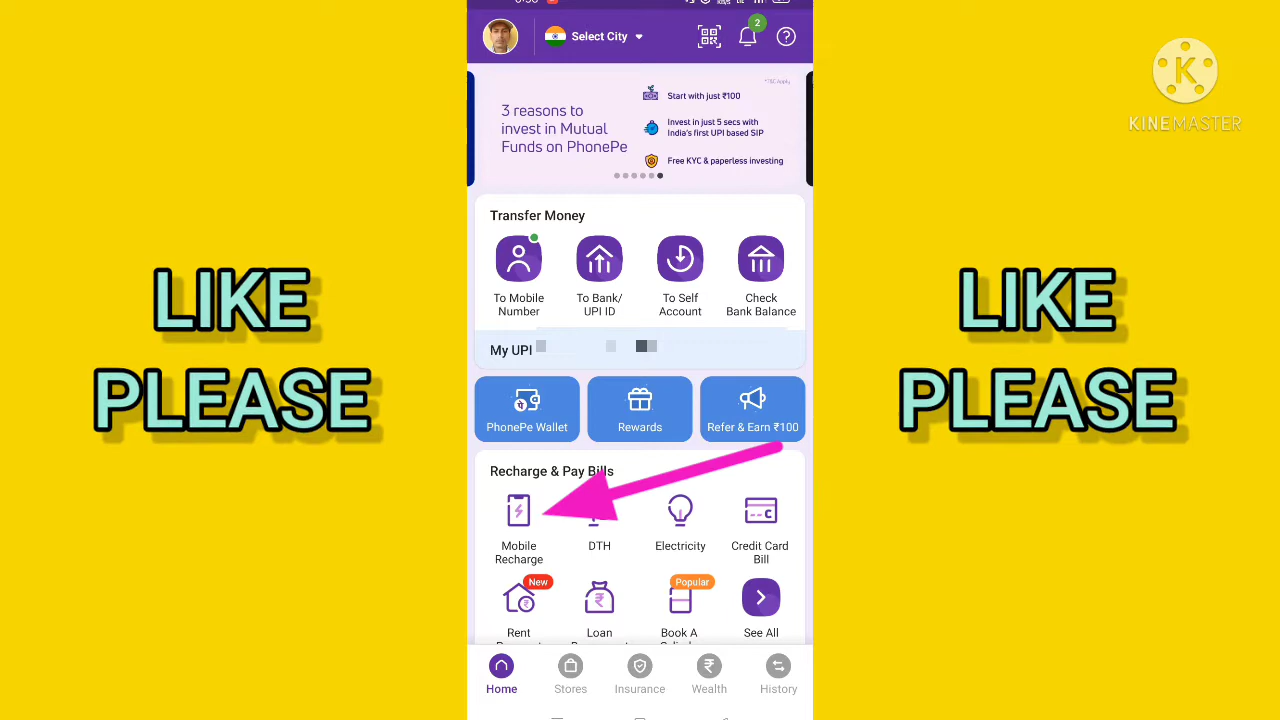 Select City
2
KINEMASTER
*T&C Apply
3 reasons to
invest in Mutual
Funds on PhonePe
Start with just ₹100
Invest in just 5 secs with
India's first UPI based SIP
Free KYC & paperless investing
Transfer Money
To Mobile
Number
To Bank/
UPI ID
To Self
Account
Check
Bank Balance
My UPI
LIKE
PLEASE
LIKE
PLEASE
PhonePe Wallet
Rewards
Refer & Earn ₹100
Recharge & Pay Bills
Mobile
Recharge
DTH
Electricity
Credit Card
Bill
New
Popular
Rent
Loan
Book A
See All
Home
Stores
Insurance
Wealth
History